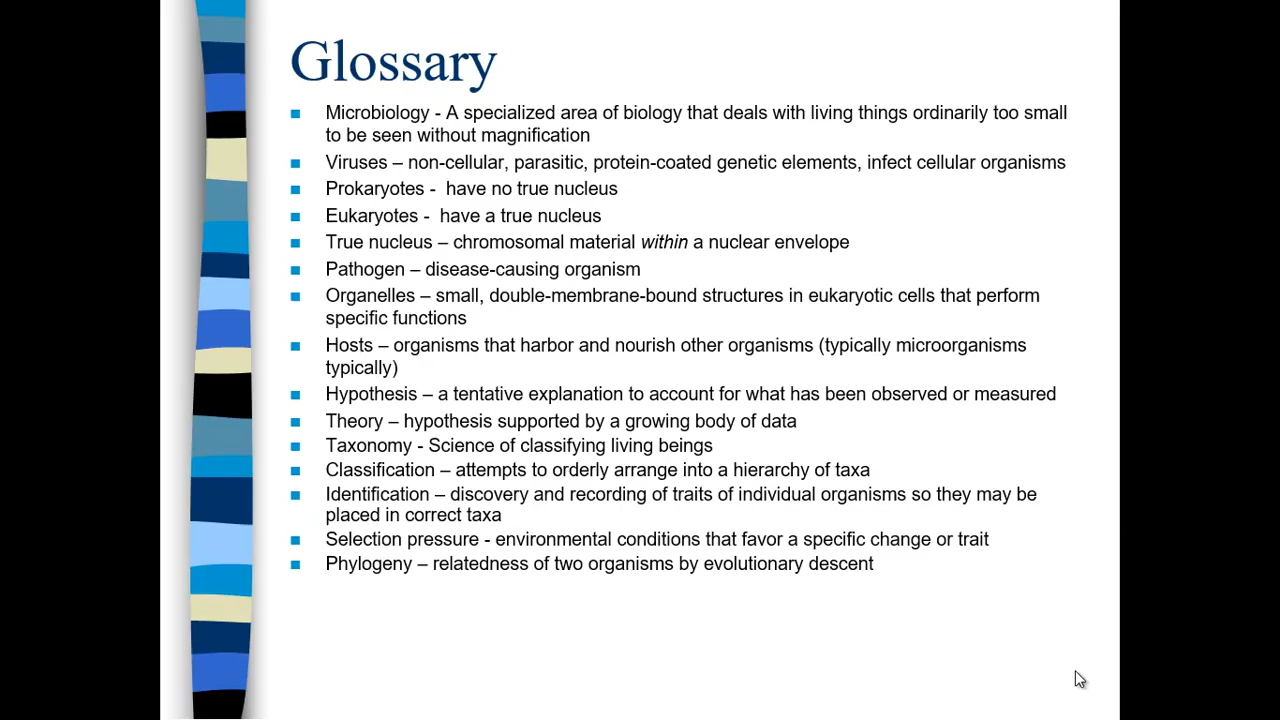 Glossary
Microbiology - A specialized area of biology that deals with living things ordinarily too small
to be seen without magnification
Viruses – non-cellular, parasitic, protein-coated genetic elements, infect cellular organisms
Prokaryotes -  have no true nucleus
Eukaryotes -  have a true nucleus
True nucleus – chromosomal material within a nuclear envelope
Pathogen – disease-causing organism
Organelles – small, double-membrane-bound structures in eukaryotic cells that perform
specific functions
Hosts – organisms that harbor and nourish other organisms (typically microorganisms
typically)
Hypothesis – a tentative explanation to account for what has been observed or measured
Theory – hypothesis supported by a growing body of data
Taxonomy - Science of classifying living beings
Classification – attempts to orderly arrange into a hierarchy of taxa
Identification – discovery and recording of traits of individual organisms so they may be
placed in correct taxa
Selection pressure - environmental conditions that favor a specific change or trait
Phylogeny – relatedness of two organisms by evolutionary descent